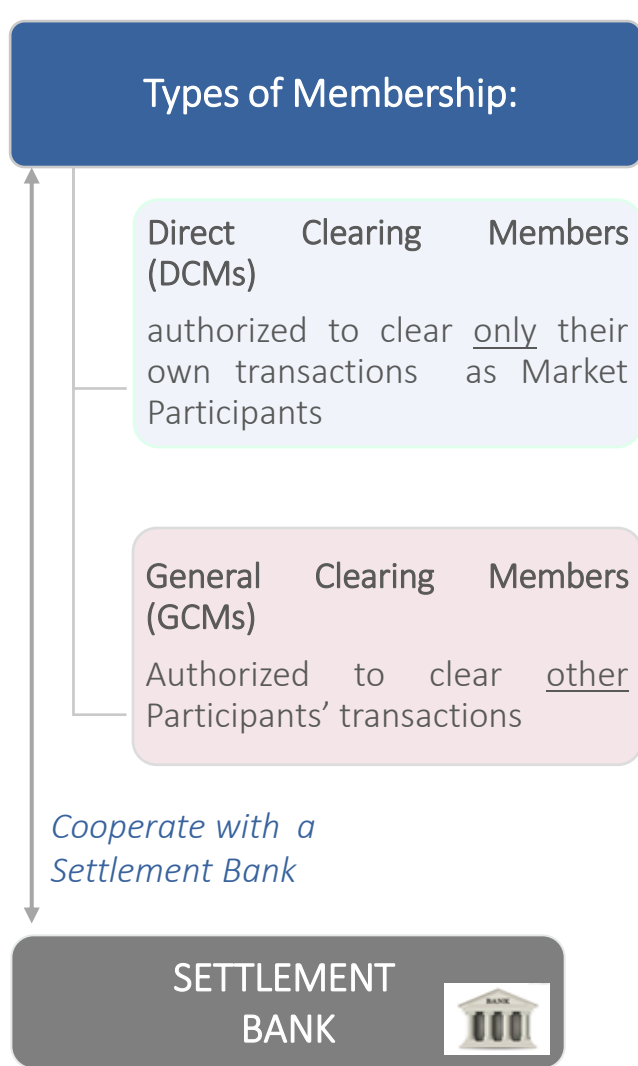 Types of Membership:
Direct Clearing Members
(DCMs)
authorized to clear only their
own transactions as Market
Participants
General Clearing Members
(GCMs)
Authorized to clear other
Participants’ transactions
Cooperate with a
Settlement Bank
SETTLEMENT
BANK
BANK